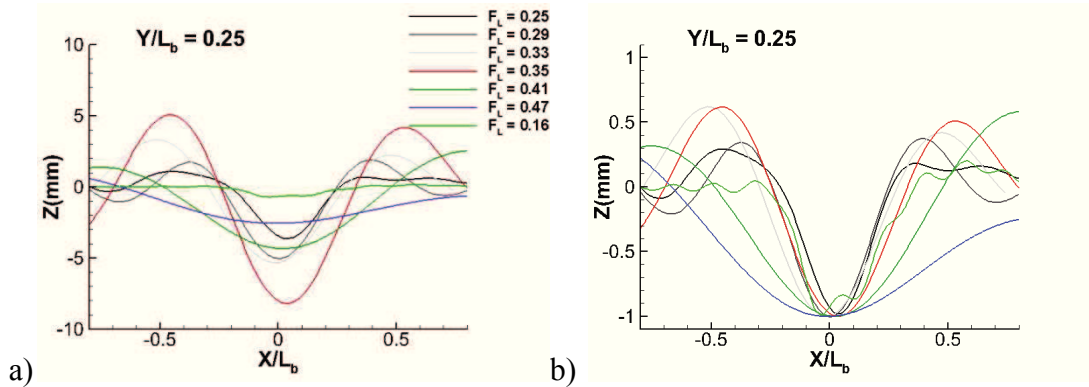 Y/L_b = 0.25
F_L = 0.25
F_L = 0.29
F_L = 0.33
F_L = 0.35
F_L = 0.41
F_L = 0.47
F_L = 0.16
10
5
0
-5
-10
Z(mm)
-0.5
0
0.5
X/L_b
a)
Y/L_b = 0.25
1
0.5
0
-0.5
-1
Z(mm)
-0.5
0
0.5
X/L_b
b)